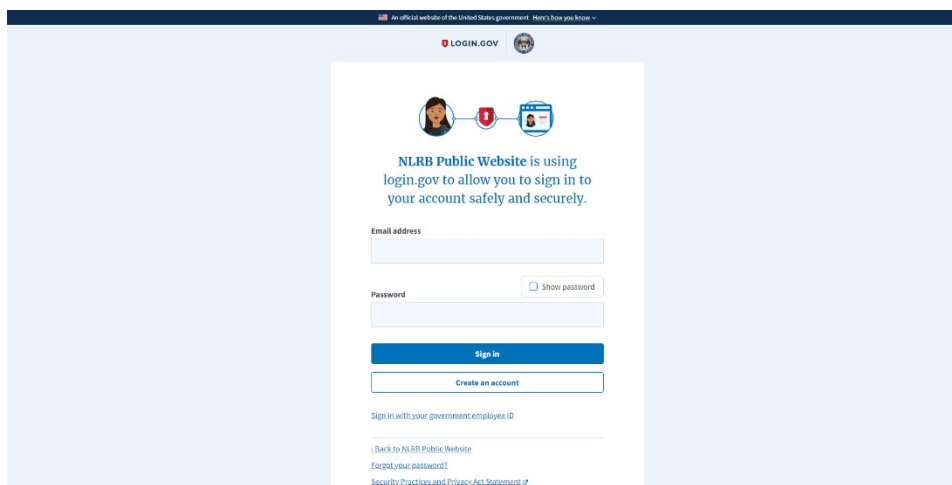 An official website of the United States government Here's how you know
LOGIN.GOV
NLRB Public Website is using
login.gov to allow you to sign in to
your account safely and securely.
Email address
Show password
Password
Sign in
Create an account
Sign in with your government employee ID
‹ Back to NLRB Public Website
Forgot your password?
Security Practices and Privacy Act Statement